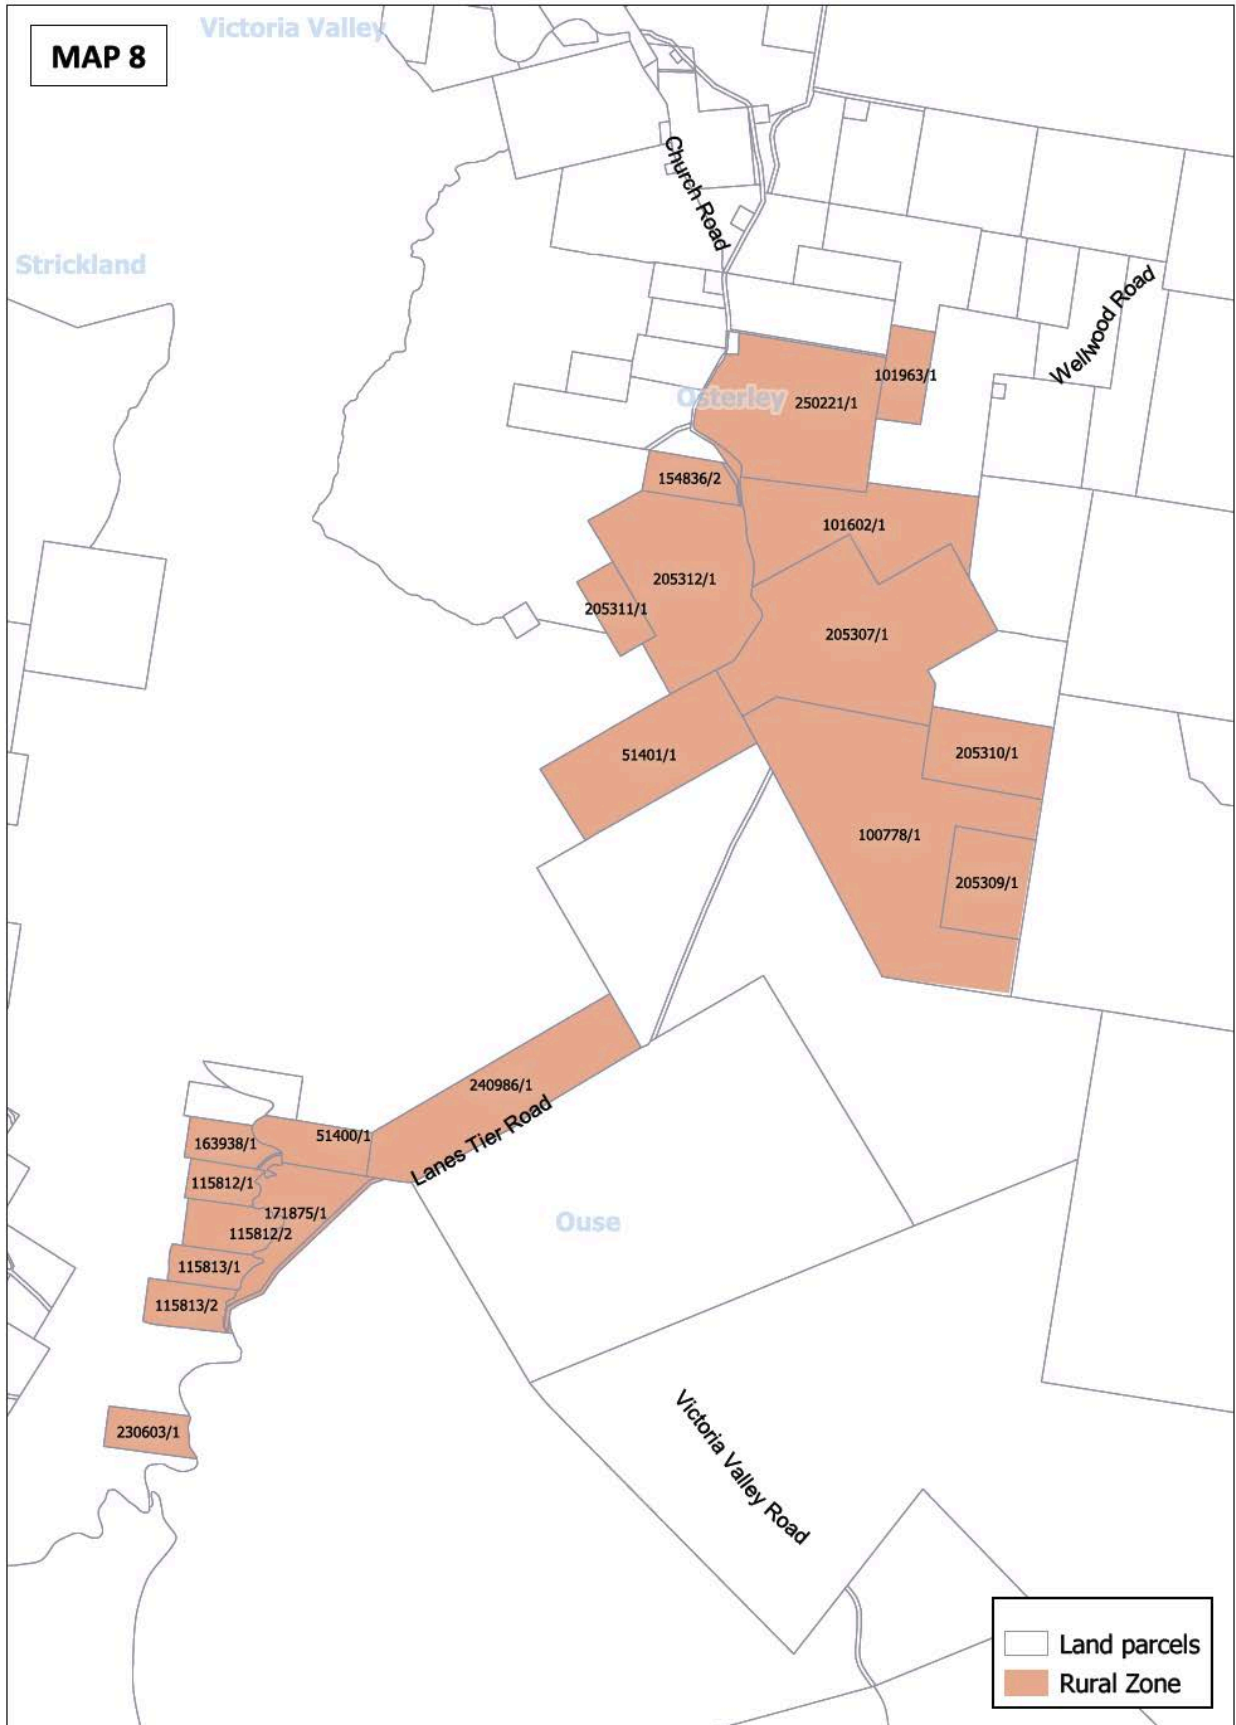 Victoria Valley
MAP 8
Church Road
Strickland
Wellwood Road
101963/1
Osterley
250221/1
154836/2
101602/1
205312/1
205311/1
205307/1
51401/1
205310/1
100778/1
205309/1
240986/1
Lanes Tier Road
51400/1
163938/1
115812/1
171875/1
115812/2
Ouse
115813/1
115813/2
Victoria Valley Road
230603/1
Land parcels
Rural Zone